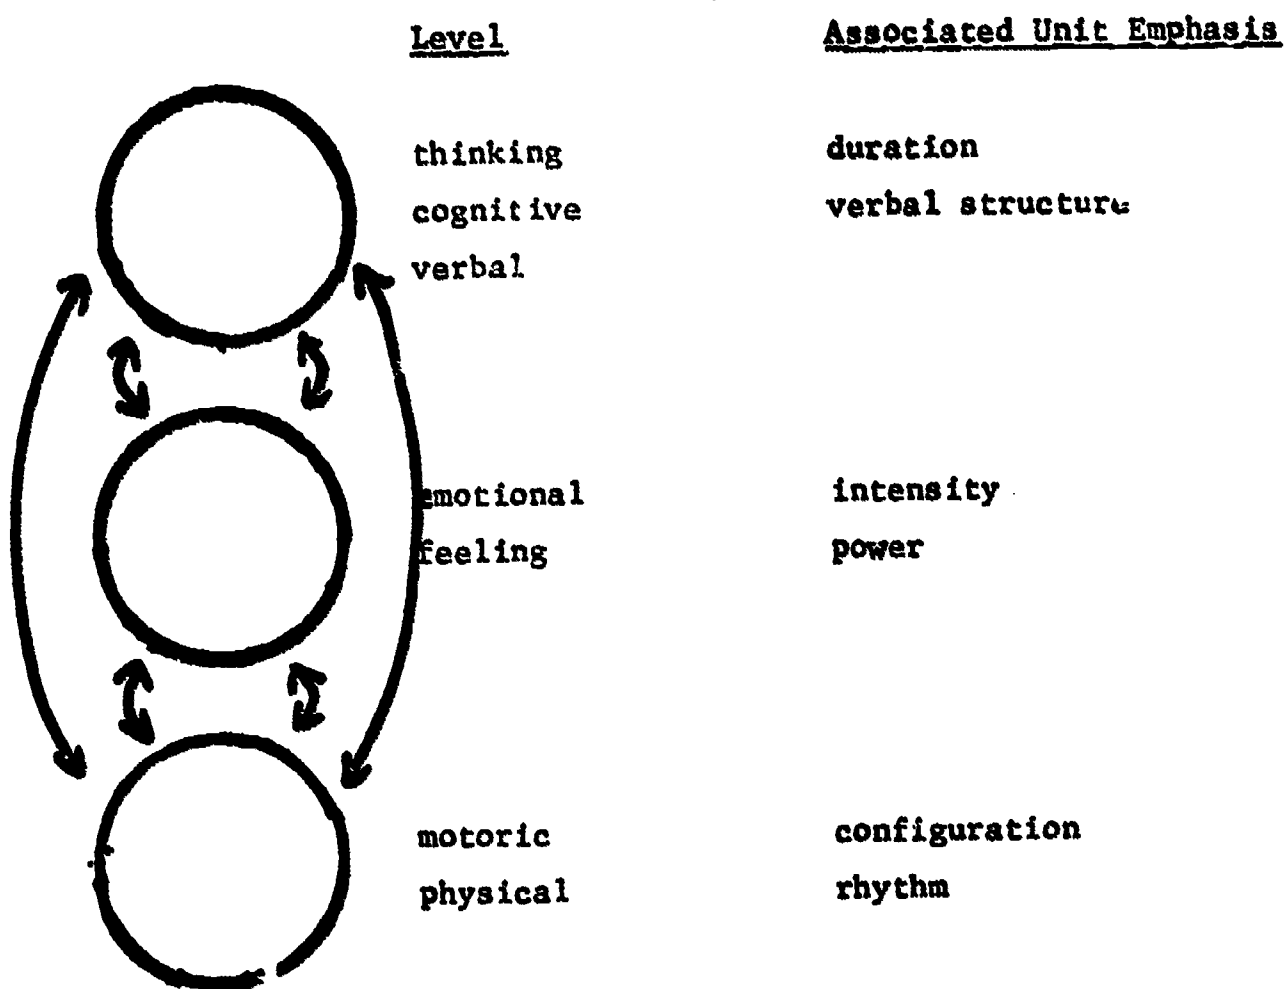 Level Associated Unit Emphasis
thinking duration
cognitive verbal structure
verbal
emotional intensity
feeling power
motoric configuration
physical rhythm